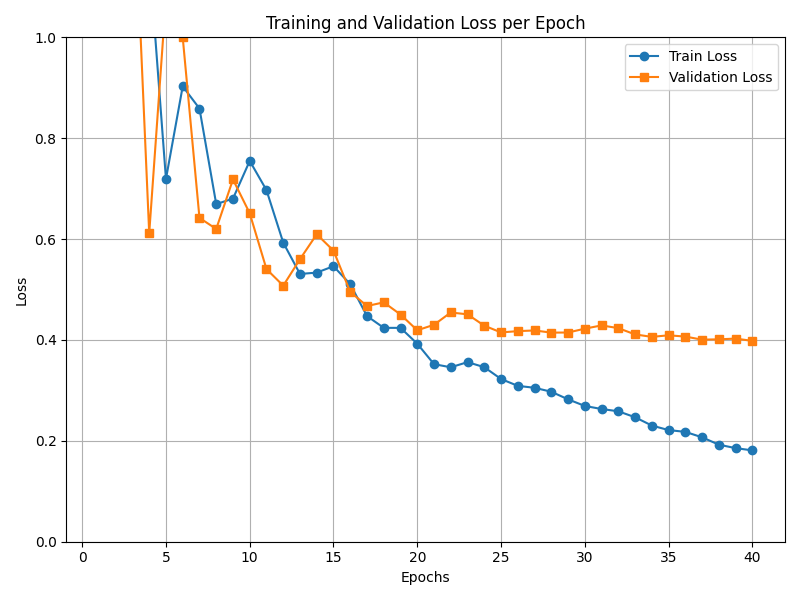 Training and Validation Loss per Epoch
Train Loss
Validation Loss
1.0
0.8
0.6
0.4
0.2
0.0
Loss
0 5 10 15 20 25 30 35 40
Epochs